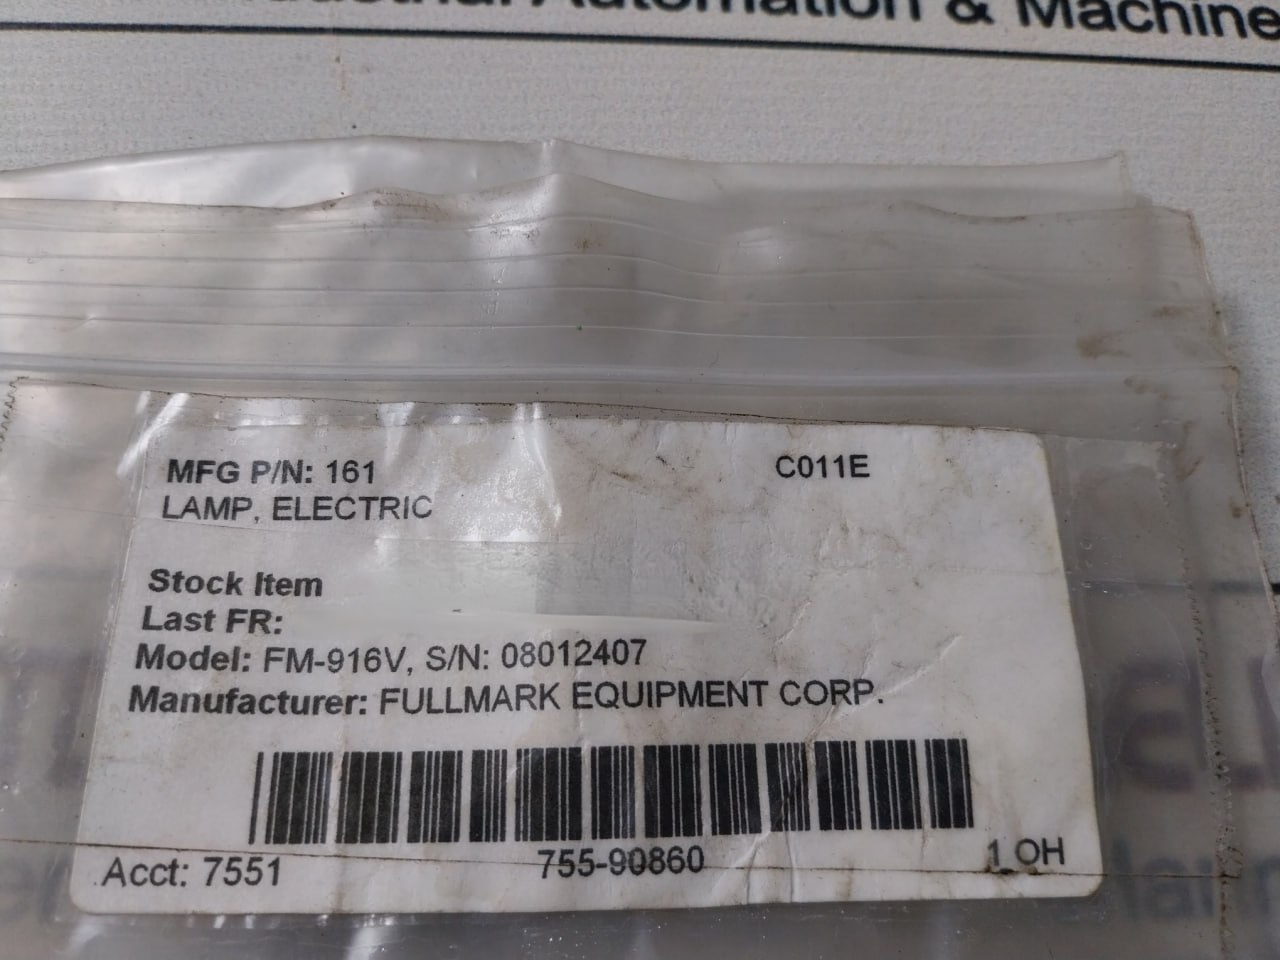 Automation & Machine
MFG P/N: 161
C011E
LAMP, ELECTRIC
Stock Item
Last FR:
Model: FM-916V, S/N: 08012407
Manufacturer: FULLMARK EQUIPMENT CORP.
Acct: 7551
755-90860
1 OH